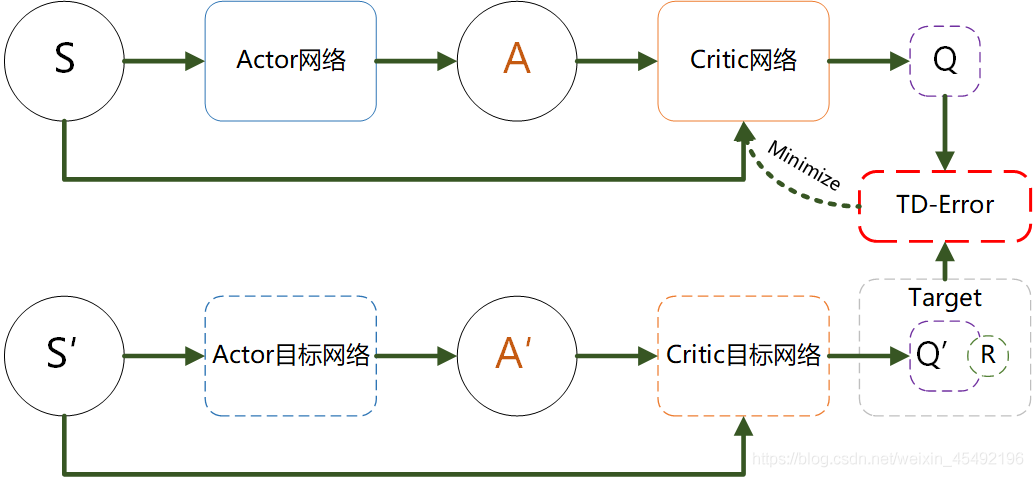 S
Actor网络
A
Critic网络
Q
Minimize
TD-Error
Target
S'
Actor目标网络
A'
Critic目标网络
Q’
R
https://blog.csdn.net/weixin_45492196